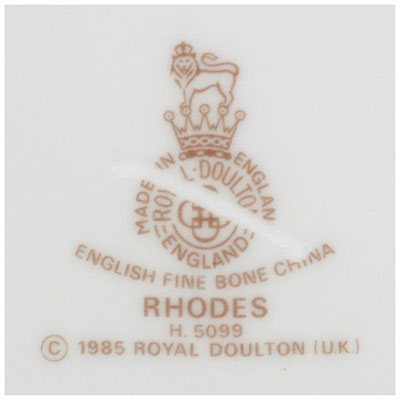 MADE IN ENGLAND
ROYAL DOULTON
ENGLAND
ENGLISH FINE BONE CHINA
RHODES
H. 5099
© 1985 ROYAL DOULTON (U.K.)